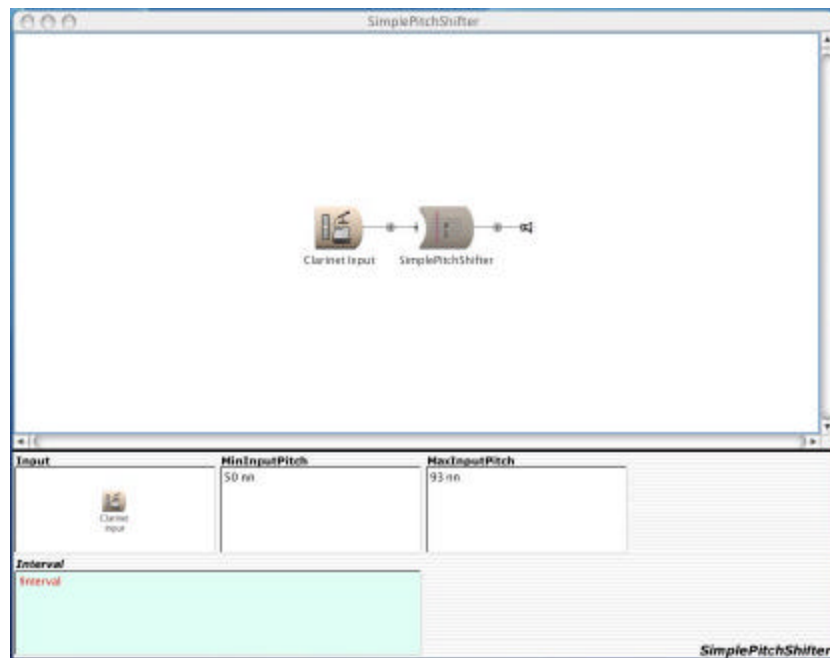 SimplePitchShifter
Clarinet Input
SimplePitchShifter
Input
MinInputPitch
MaxInputPitch
50 nn
93 nn
Clarinet
Input
Interval
!interval
SimplePitchShifter